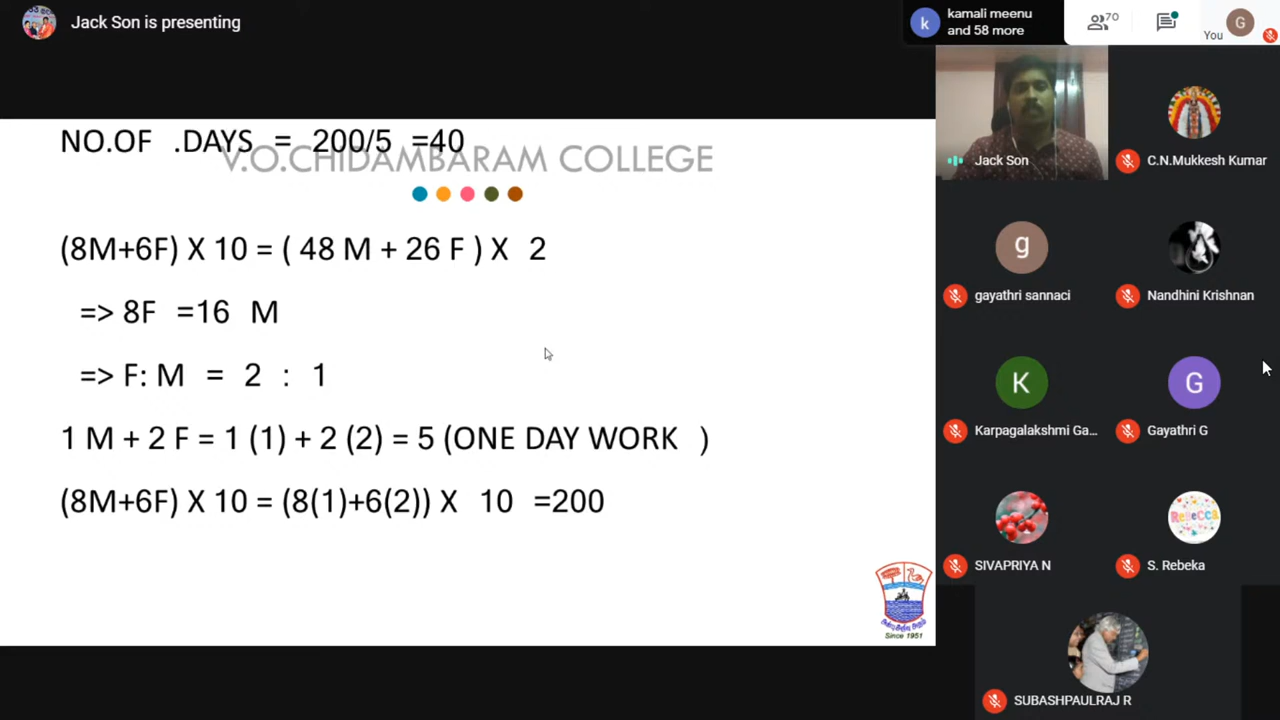 Jack Son is presenting
kamali meenu
and 58 more
70
You
G
k
NO.OF .DAYS = 200/5 =40
V.O.CHIDAMBARAM COLLEGE
(8M+6F) X 10 = ( 48 M + 26 F ) X 2
=> 8F =16 M
=> F: M = 2 : 1
1 M + 2 F = 1 (1) + 2 (2) = 5 (ONE DAY WORK )
(8M+6F) X 10 = (8(1)+6(2)) X 10 =200
Since 1951
Jack Son
C.N.Mukkesh Kumar
g
gayathri sannaci
Nandhini Krishnan
K
Karpagalakshmi Ga...
G
Gayathri G
SIVAPRIYA N
Rebecca
S. Rebeka
SUBASHPAULRAJ R